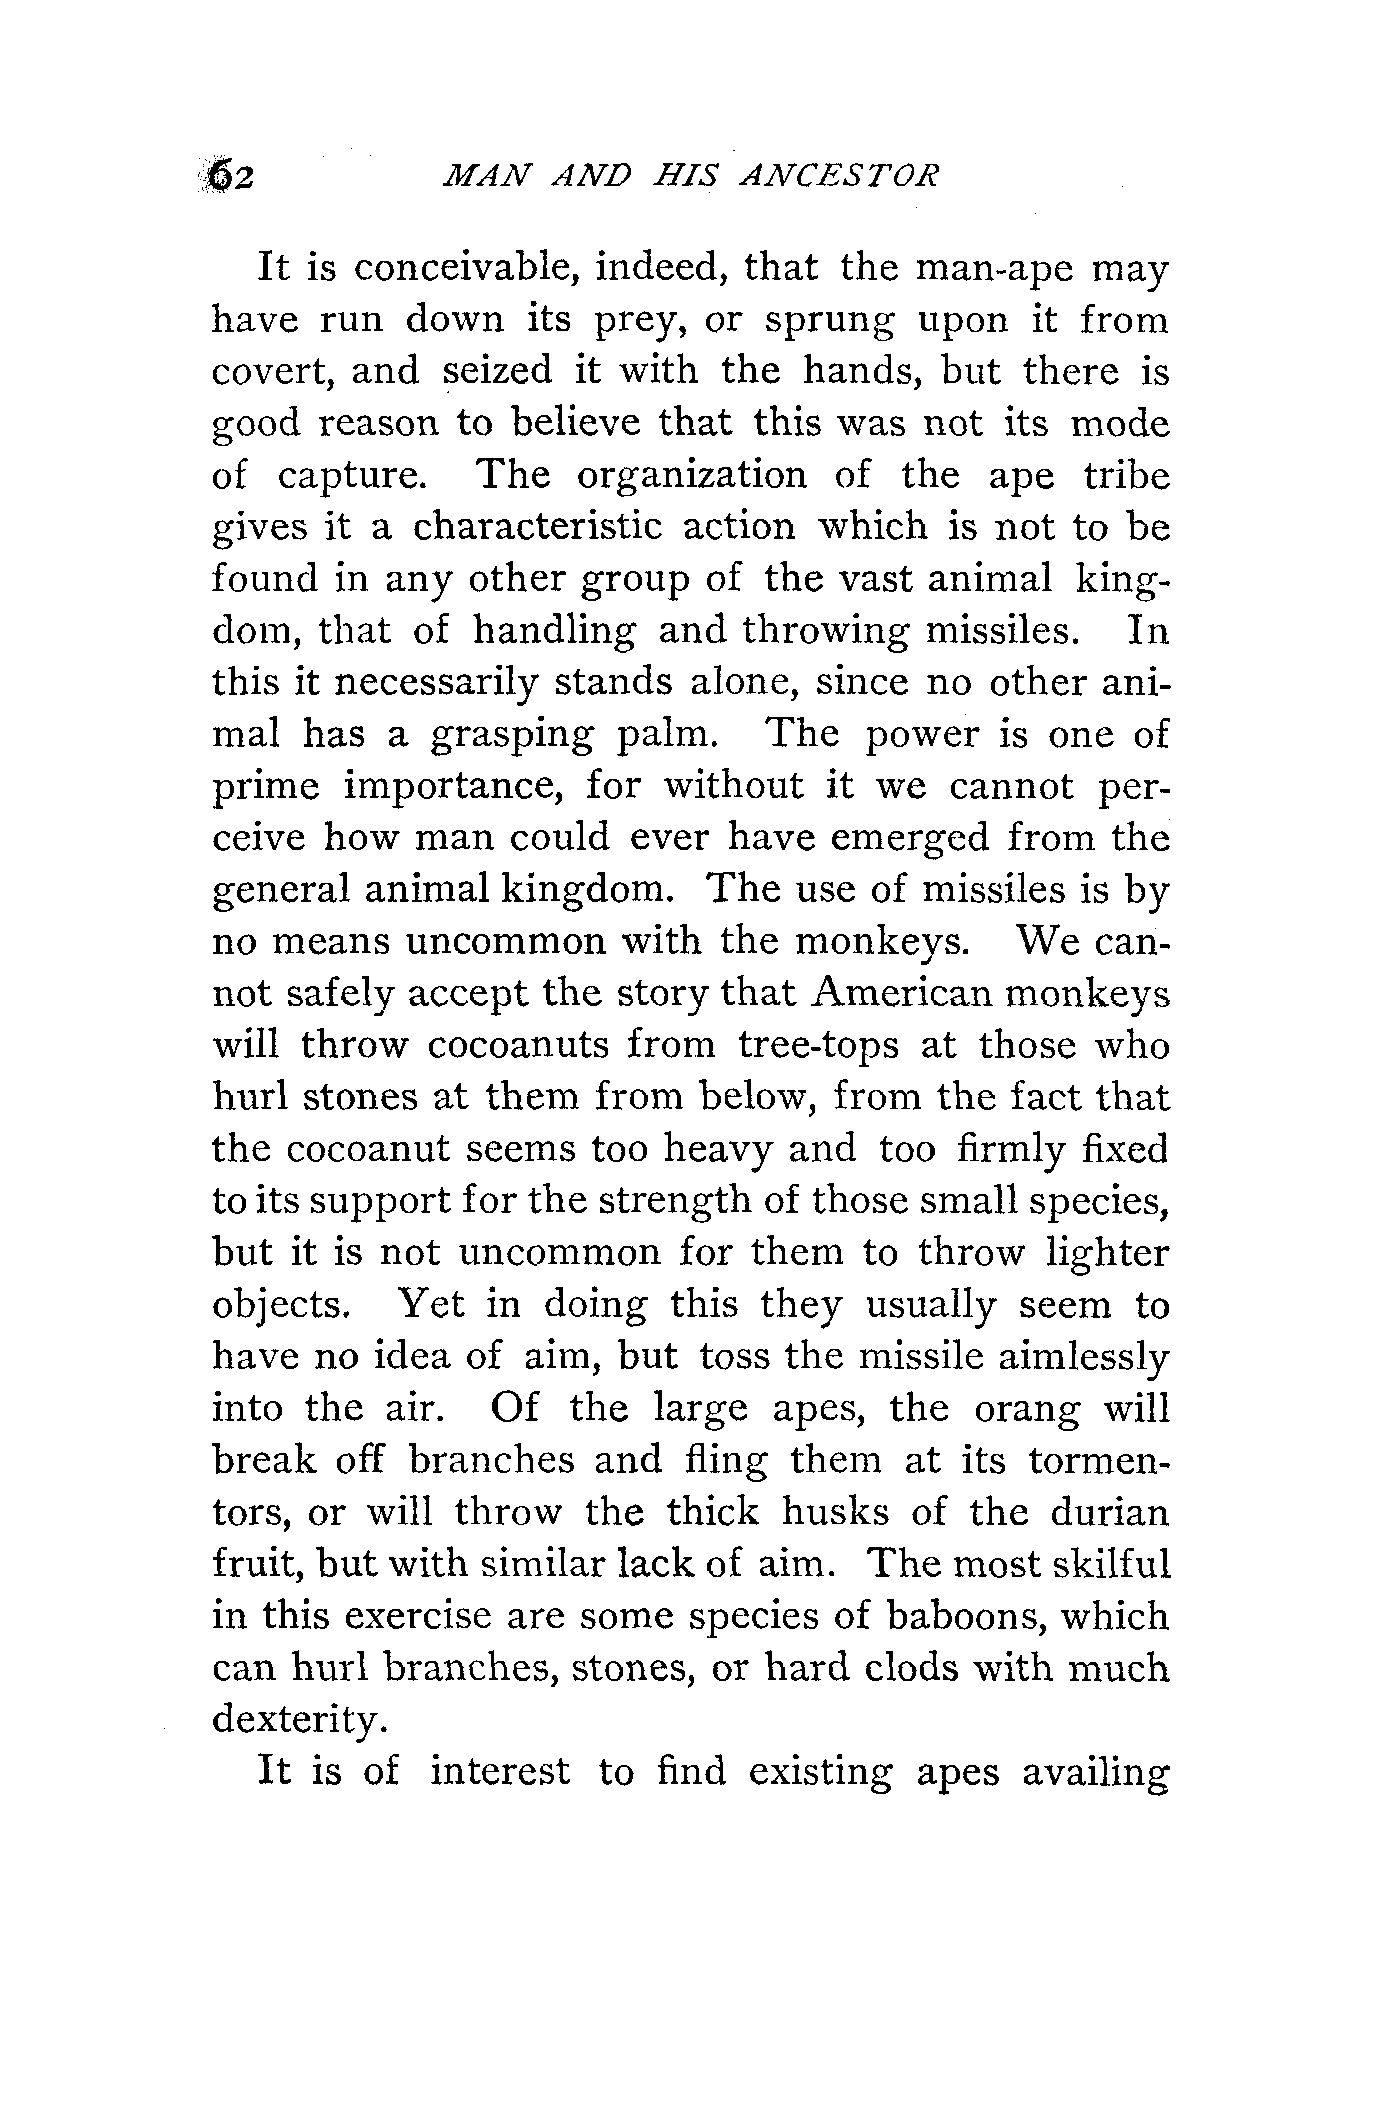 62 MAN AND HIS ANCESTOR
It is conceivable, indeed, that the man-ape may
have run down its prey, or sprung upon it from
covert, and seized it with the hands, but there is
good reason to believe that this was not its mode
of capture. The organization of the ape tribe
gives it a characteristic action which is not to be
found in any other group of the vast animal king-
dom, that of handling and throwing missiles. In
this it necessarily stands alone, since no other ani-
mal has a grasping palm. The power is one of
prime importance, for without it we cannot per-
ceive how man could ever have emerged from the
general animal kingdom. The use of missiles is by
no means uncommon with the monkeys. We can-
not safely accept the story that American monkeys
will throw cocoanuts from tree-tops at those who
hurl stones at them from below, from the fact that
the cocoanut seems too heavy and too firmly fixed
to its support for the strength of those small species,
but it is not uncommon for them to throw lighter
objects. Yet in doing this they usually seem to
have no idea of aim, but toss the missile aimlessly
into the air. Of the large apes, the orang will
break off branches and fling them at its tormen-
tors, or will throw the thick husks of the durian
fruit, but with similar lack of aim. The most skilful
in this exercise are some species of baboons, which
can hurl branches, stones, or hard clods with much
dexterity.
It is of interest to find existing apes availing